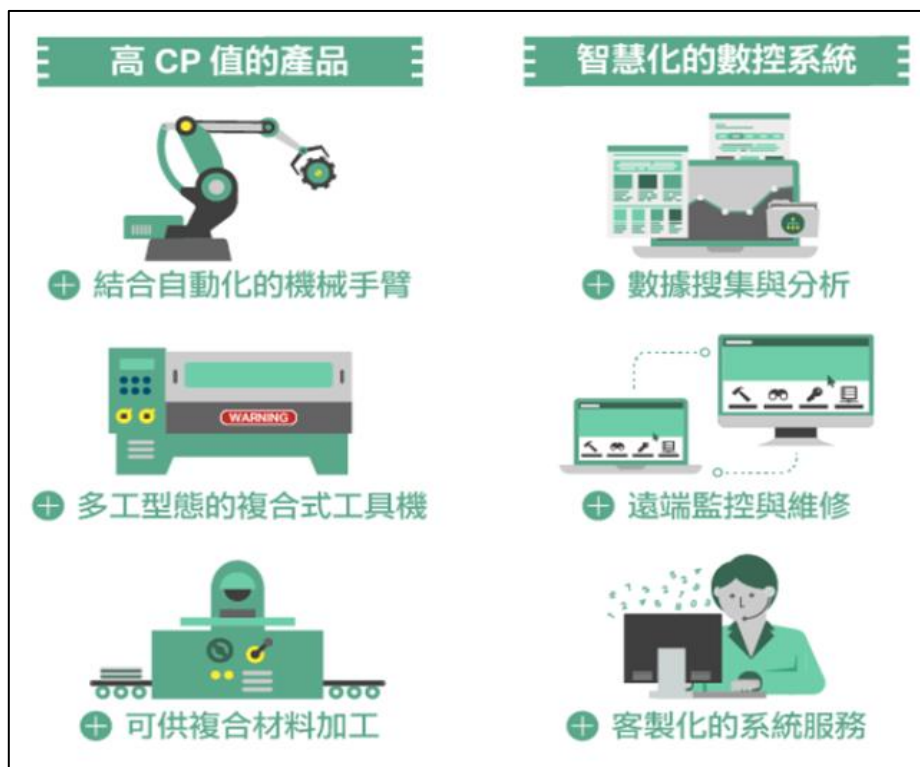 高 CP 值的產品
結合自動化的機械手臂
WARNING
多工型態的複合式工具機
可供複合材料加工
智慧化的數控系統
數據搜集與分析
遠端監控與維修
客製化的系統服務